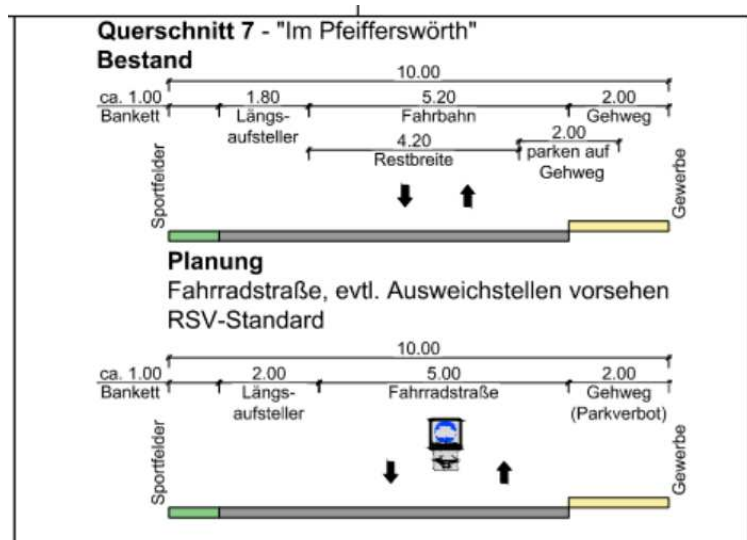 Querschnitt 7 - "Im Pfeifferswörth"
Bestand
10.00
ca. 1.00 1.80 5.20 2.00
Bankett Längs- Fahrbahn Gehweg
aufsteller
4.20 2.00
Restbreite parken auf
Gehweg
Sportfelder
Gewerbe
Planung
Fahrradstraße, evtl. Ausweichstellen vorsehen
RSV-Standard
10.00
ca. 1.00 2.00 5.00 2.00
Bankett Längs- Fahrradstraße Gehweg
aufsteller (Parkverbot)
Sportfelder
Gewerbe